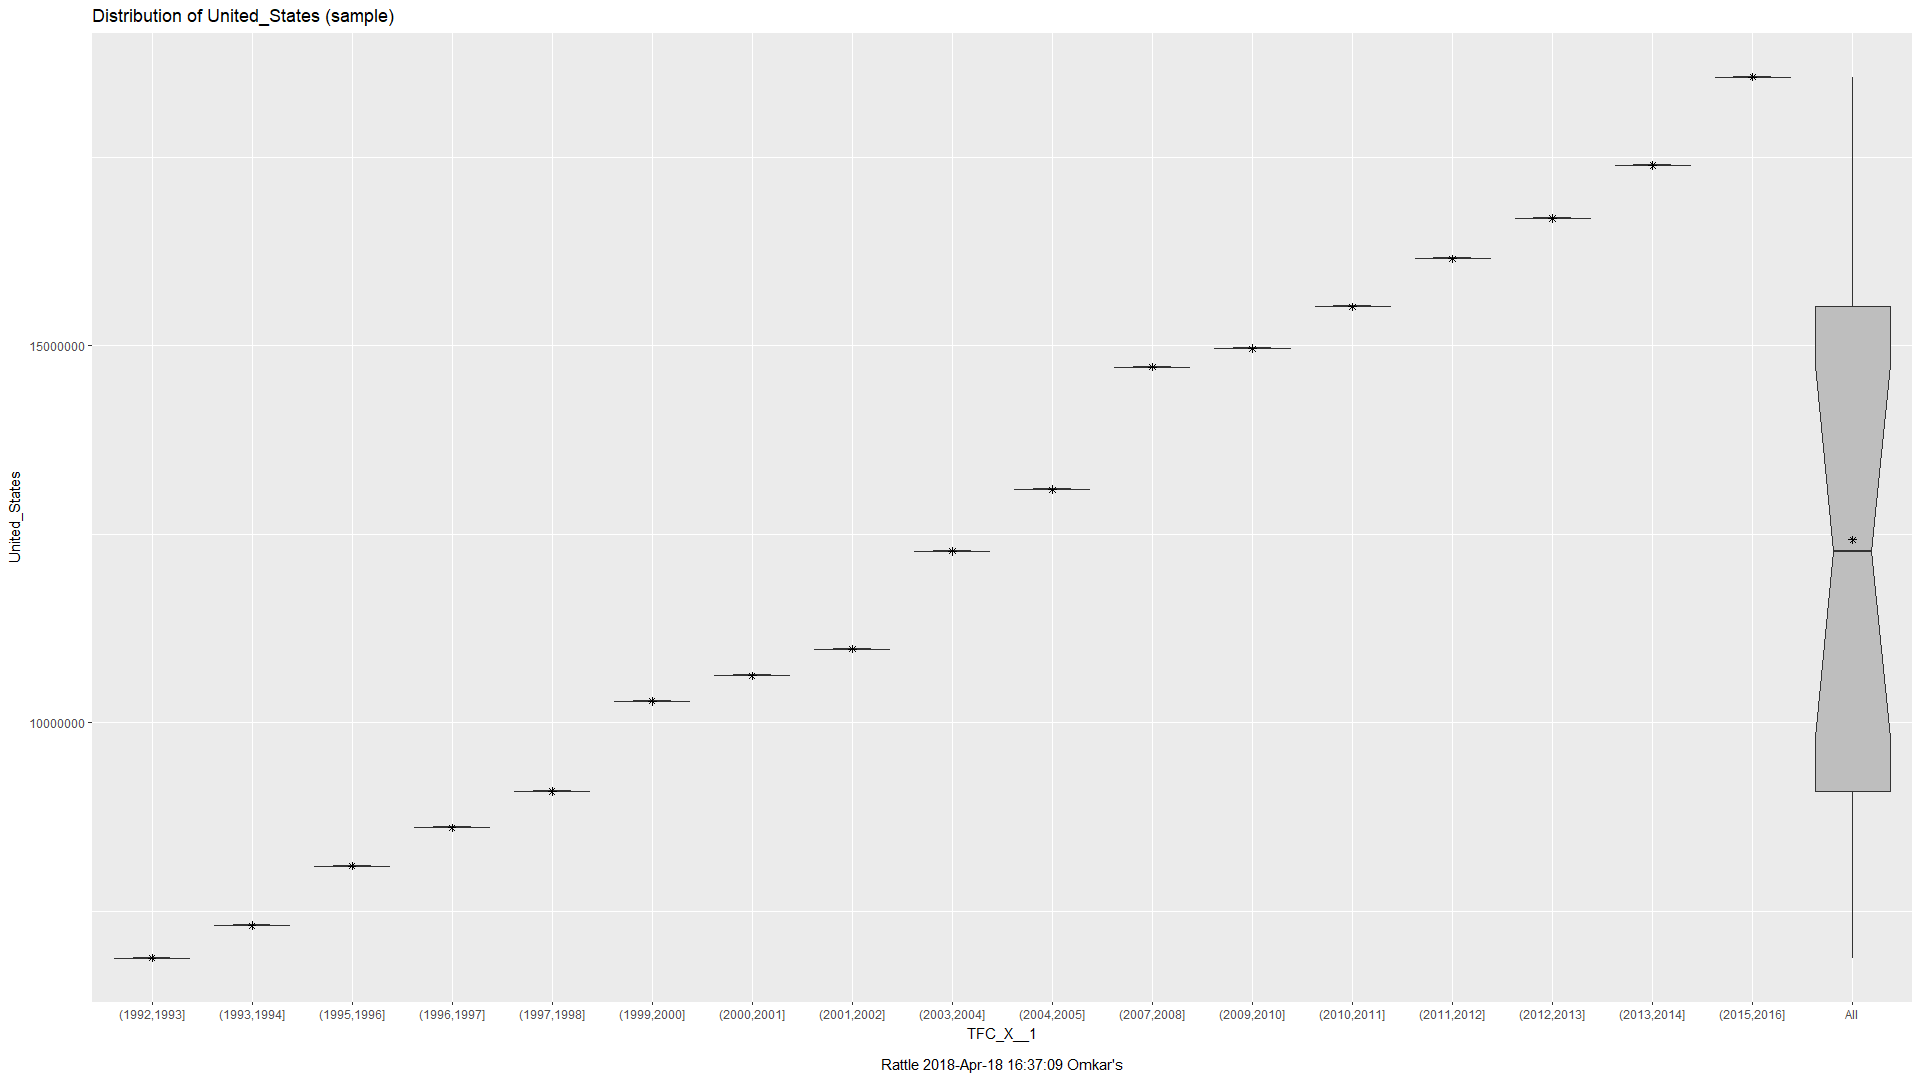 Distribution of United_States (sample)
United_States
15000000
10000000
(1992,1993] (1993,1994] (1995,1996] (1996,1997] (1997,1998] (1999,2000] (2000,2001] (2001,2002] (2003,2004] (2004,2005] (2007,2008] (2009,2010] (2010,2011] (2011,2012] (2012,2013] (2013,2014] (2015,2016] All
TFC_X__1
Rattle 2018-Apr-18 16:37:09 Omkar's